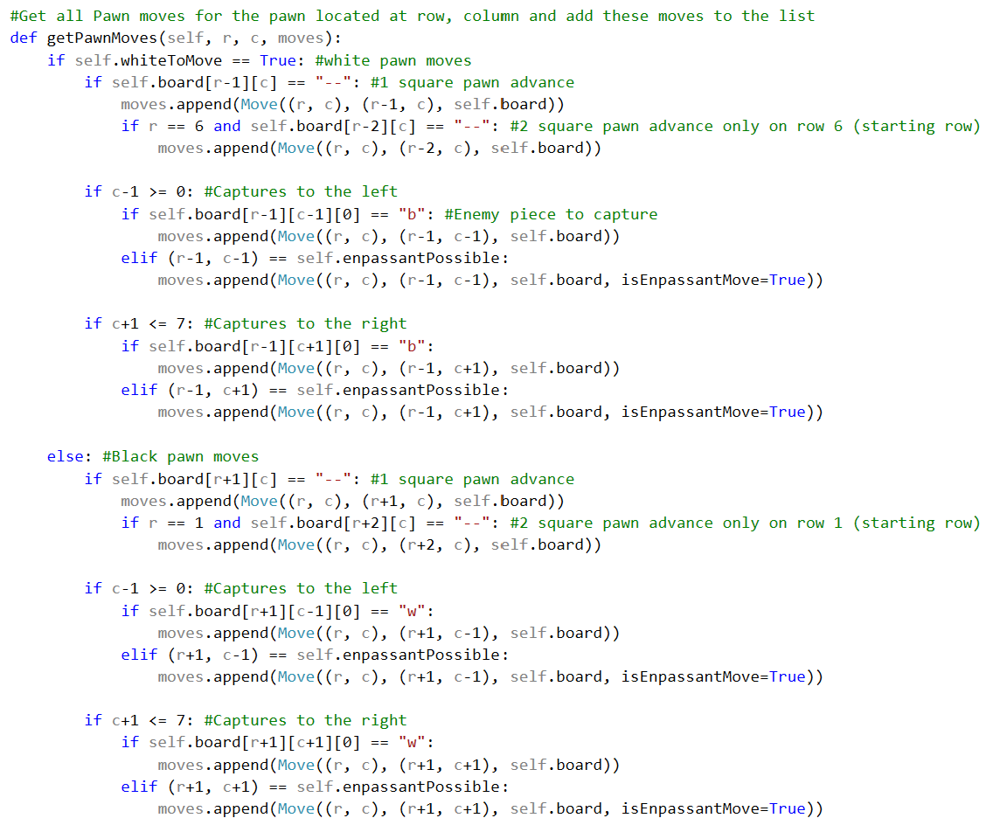 #Get all Pawn moves for the pawn located at row, column and add these moves to the list
def getPawnMoves(self, r, c, moves):
    if self.whiteToMove == True: #white pawn moves
        if self.board[r-1][c] == "--": #1 square pawn advance
            moves.append(Move((r, c), (r-1, c), self.board))
            if r == 6 and self.board[r-2][c] == "--": #2 square pawn advance only on row 6 (starting row)
                moves.append(Move((r, c), (r-2, c), self.board))

        if c-1 >= 0: #Captures to the left
            if self.board[r-1][c-1][0] == "b": #Enemy piece to capture
                moves.append(Move((r, c), (r-1, c-1), self.board))
            elif (r-1, c-1) == self.enpassantPossible:
                moves.append(Move((r, c), (r-1, c-1), self.board, isEnpassantMove=True))

        if c+1 <= 7: #Captures to the right
            if self.board[r-1][c+1][0] == "b":
                moves.append(Move((r, c), (r-1, c+1), self.board))
            elif (r-1, c+1) == self.enpassantPossible:
                moves.append(Move((r, c), (r-1, c+1), self.board, isEnpassantMove=True))

    else: #Black pawn moves
        if self.board[r+1][c] == "--": #1 square pawn advance
            moves.append(Move((r, c), (r+1, c), self.board))
            if r == 1 and self.board[r+2][c] == "--": #2 square pawn advance only on row 1 (starting row)
                moves.append(Move((r, c), (r+2, c), self.board))

        if c-1 >= 0: #Captures to the left
            if self.board[r+1][c-1][0] == "w":
                moves.append(Move((r, c), (r+1, c-1), self.board))
            elif (r+1, c-1) == self.enpassantPossible:
                moves.append(Move((r, c), (r+1, c-1), self.board, isEnpassantMove=True))

        if c+1 <= 7: #Captures to the right
            if self.board[r+1][c+1][0] == "w":
                moves.append(Move((r, c), (r+1, c+1), self.board))
            elif (r+1, c+1) == self.enpassantPossible:
                moves.append(Move((r, c), (r+1, c+1), self.board, isEnpassantMove=True))